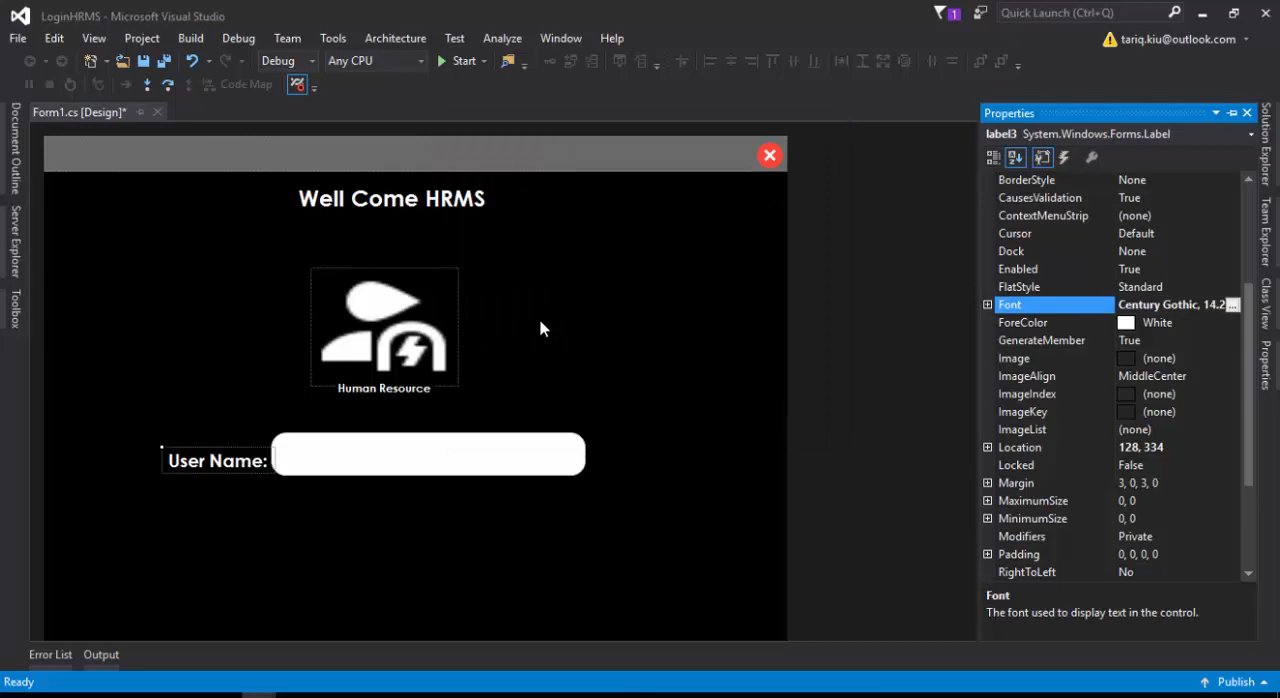 LoginHRMS - Microsoft Visual Studio
1
Quick Launch (Ctrl+Q)
File Edit View Project Build Debug Team Tools Architecture Test Analyze Window Help
tariq.kiu@outlook.com
Debug Any CPU Start
Code Map
Form1.cs [Design]*
Document Outline
Server Explorer
Toolbox
Well Come HRMS
Human Resource
User Name:
Properties
label3 System.Windows.Forms.Label
BorderStyle None
CausesValidation True
ContextMenuStrip (none)
Cursor Default
Dock None
Enabled True
FlatStyle Standard
Font Century Gothic, 14.2 ...
ForeColor White
GenerateMember True
Image (none)
ImageAlign MiddleCenter
ImageIndex (none)
ImageKey (none)
ImageList (none)
Location 128, 334
Locked False
Margin 3, 0, 3, 0
MaximumSize 0, 0
MinimumSize 0, 0
Modifiers Private
Padding 0, 0, 0, 0
RightToLeft No
Font
The font used to display text in the control.
Solution Explorer
Team Explorer
Class View
Properties
Error List Output
Ready
Publish